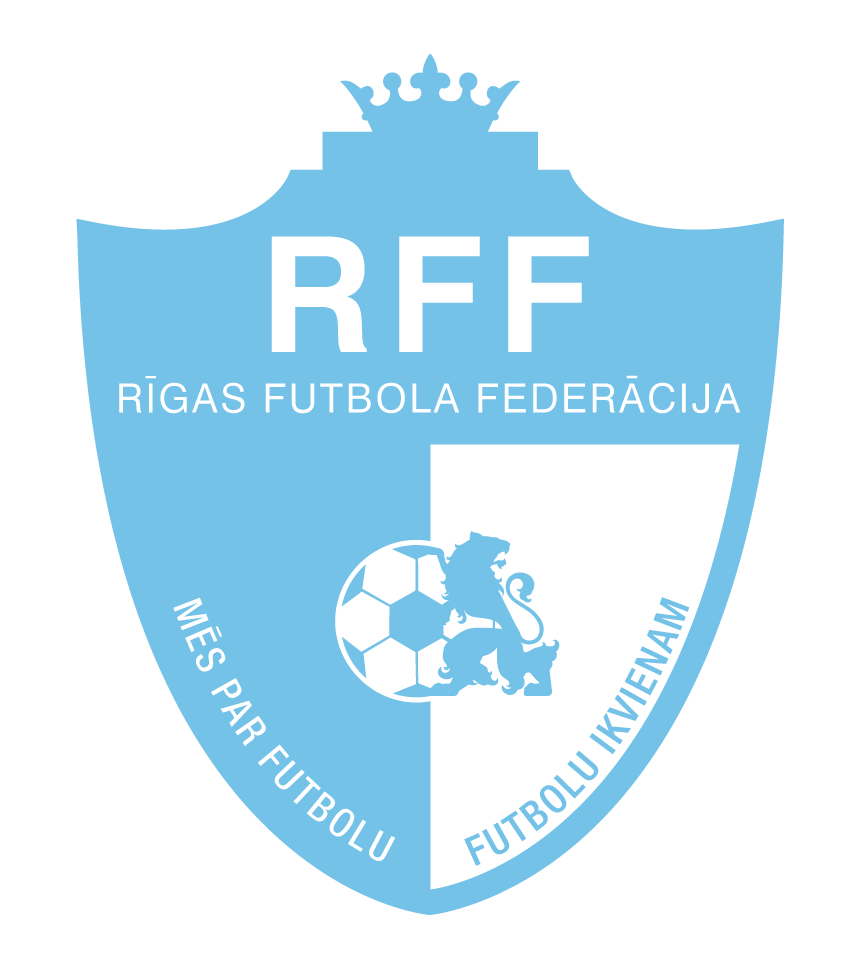 RFF
RĪGAS FUTBOLA FEDERĀCIJA
MĒS PAR FUTBOLU
FUTBOLU IKVIENAM